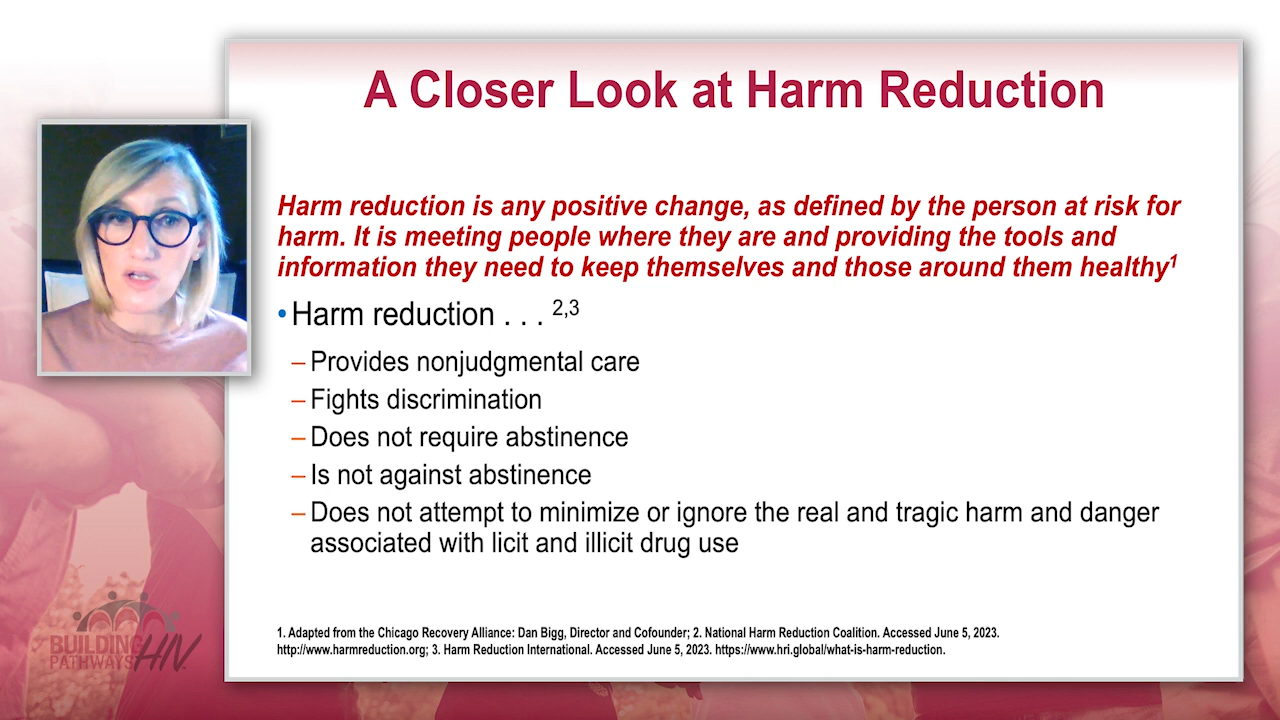 A Closer Look at Harm Reduction
Harm reduction is any positive change, as defined by the person at risk for
harm. It is meeting people where they are and providing the tools and
information they need to keep themselves and those around them healthy1
•Harm reduction . . . 2,3
–Provides nonjudgmental care
–Fights discrimination
–Does not require abstinence
–Is not against abstinence
–Does not attempt to minimize or ignore the real and tragic harm and danger
associated with licit and illicit drug use
1. Adapted from the Chicago Recovery Alliance: Dan Bigg, Director and Cofounder; 2. National Harm Reduction Coalition. Accessed June 5, 2023.
http://www.harmreduction.org; 3. Harm Reduction International. Accessed June 5, 2023. https://www.hri.global/what-is-harm-reduction.
BUILDING
PATHWAYS HN